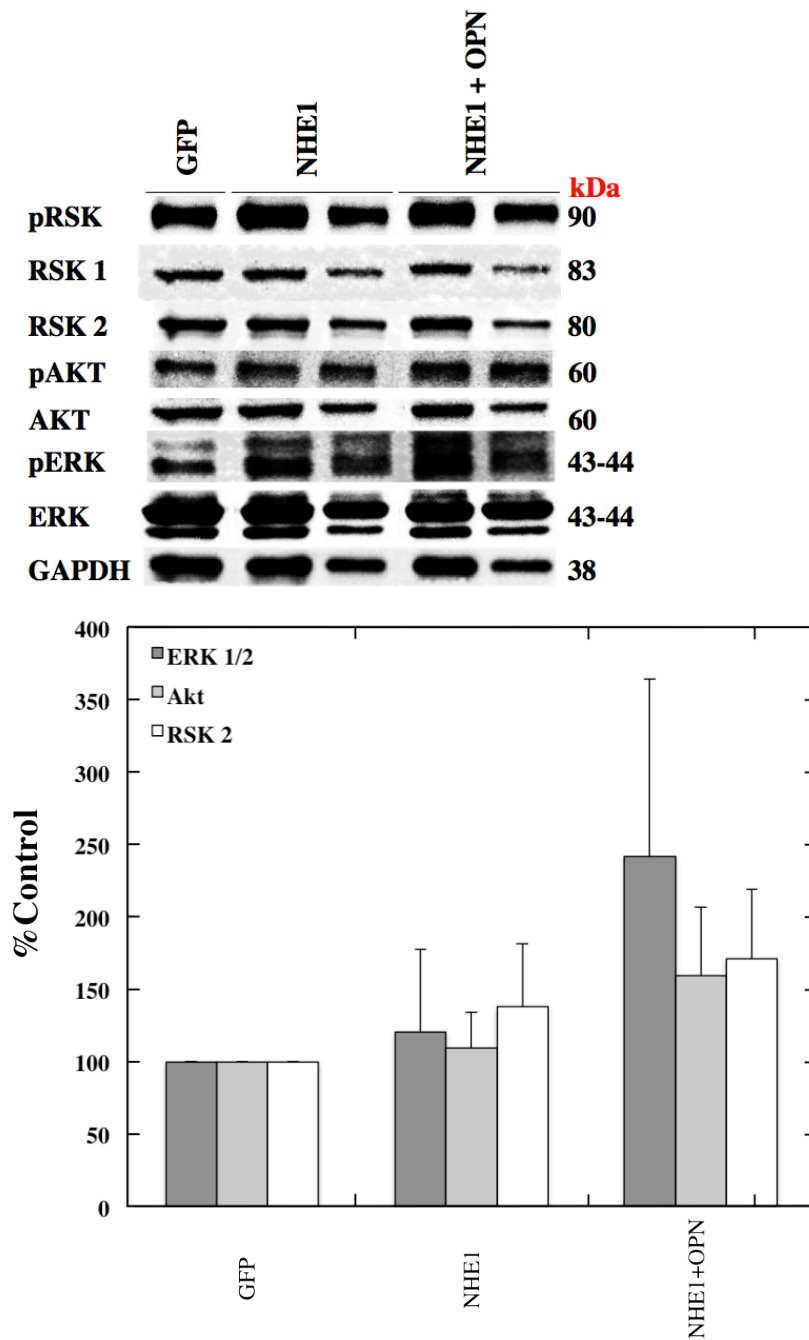 GFP
NHE1
NHE1 + OPN
kDa
pRSK 90
RSK 1 83
RSK 2 80
pAKT 60
AKT 60
pERK 43-44
ERK 43-44
GAPDH 38
400
350
300
250
200
150
100
50
0
% Control
ERK 1/2
Akt
RSK 2
GFP
NHE1
NHE1+OPN